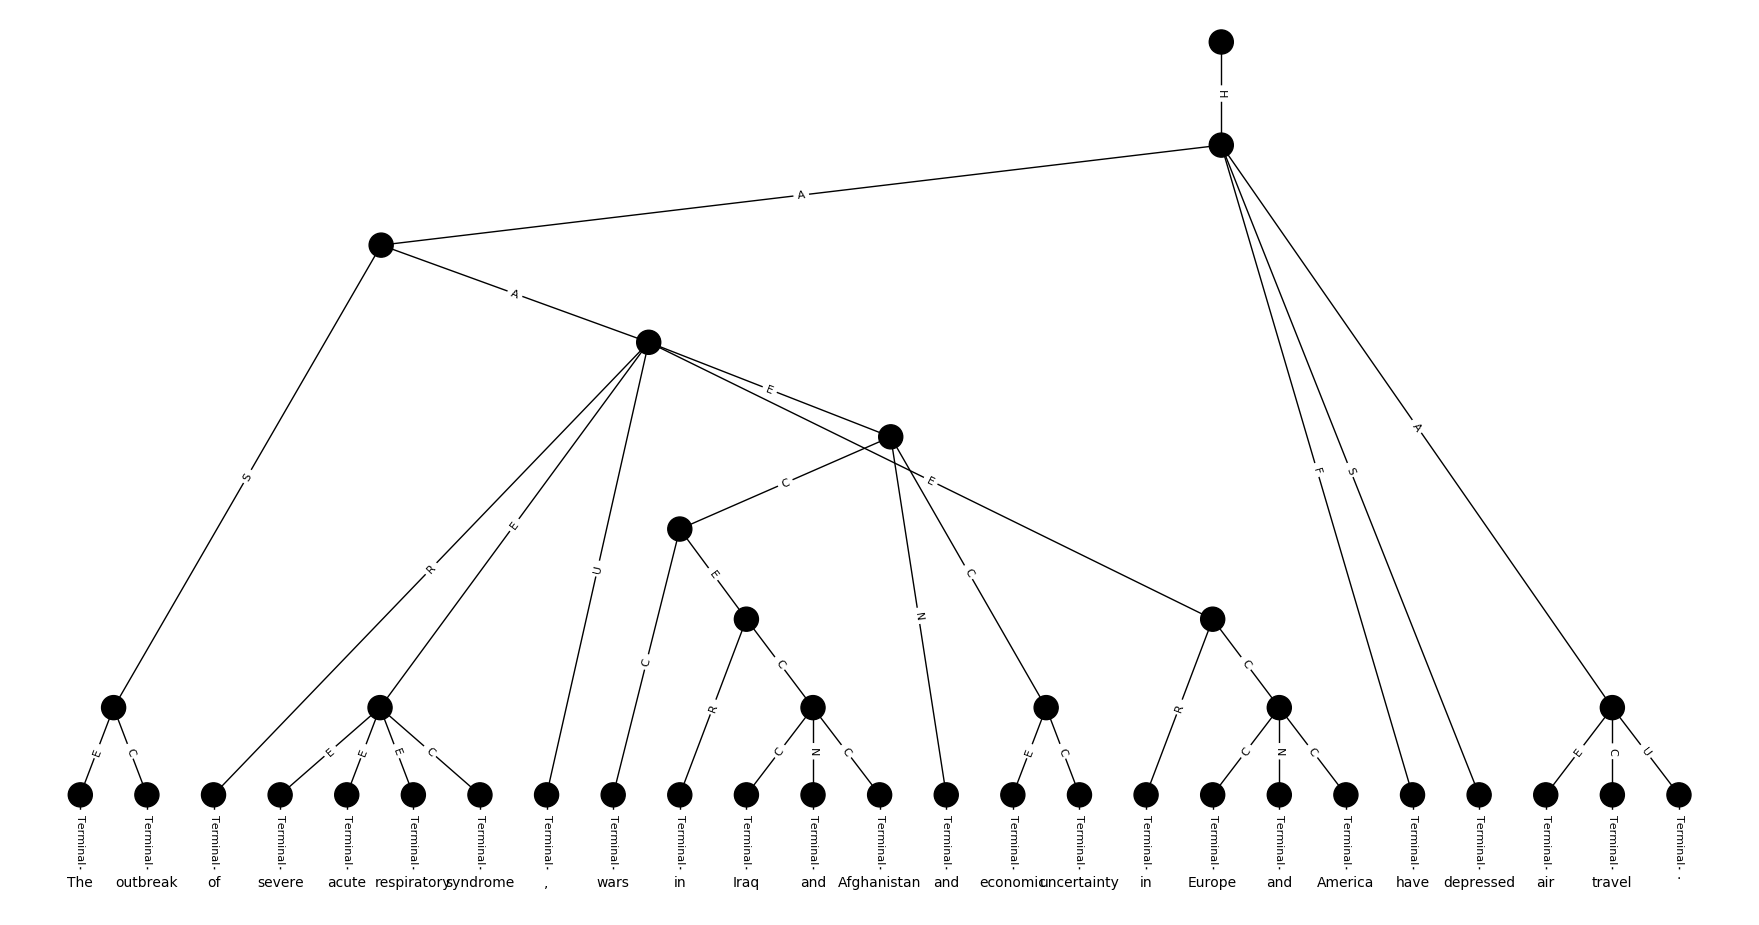 H
A
A
E
E
S
C
R
E
U
E
C
N
C
F
S
A
R
C
R
C
E C E E E C C N C E C C N C E C U
Terminal Terminal Terminal Terminal Terminal Terminal Terminal Terminal Terminal Terminal Terminal Terminal Terminal Terminal Terminal Terminal Terminal Terminal Terminal Terminal Terminal Terminal Terminal Terminal Terminal
The outbreak of severe acute respiratory syndrome , wars in Iraq and Afghanistan and economic uncertainty in Europe and America have depressed air travel .